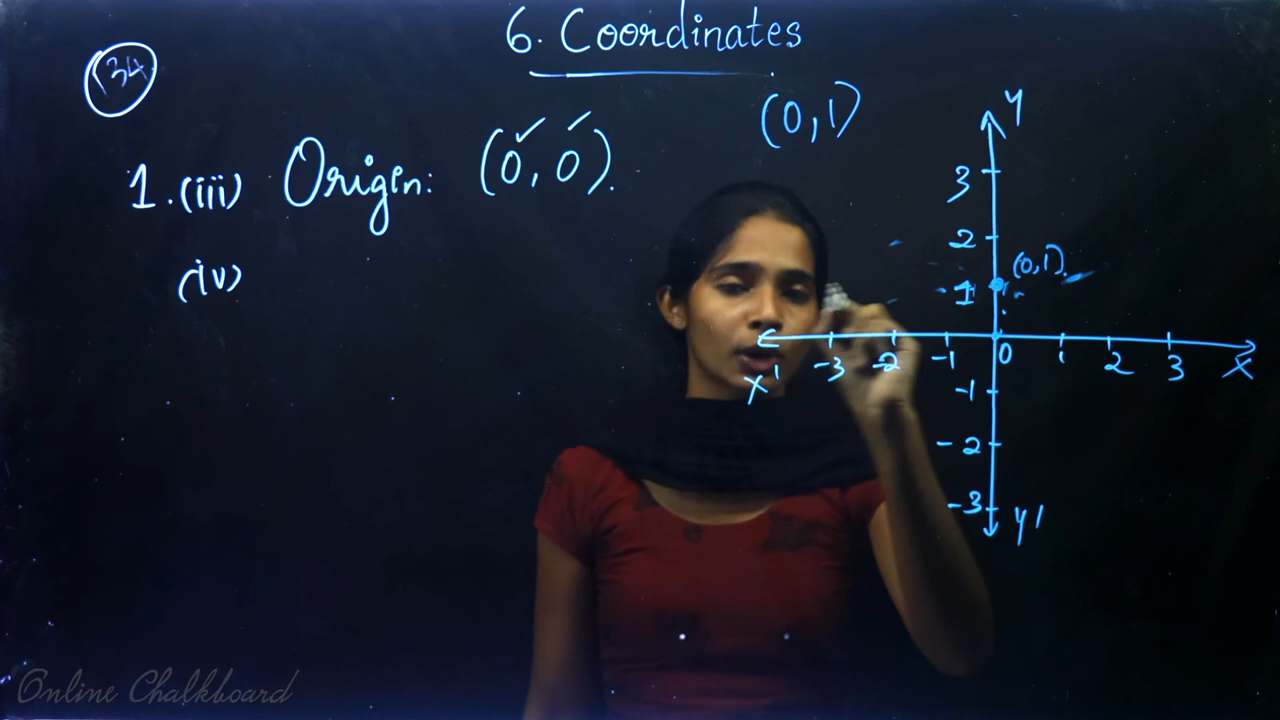 6. Coordinates
34
(0,1)
1. (iii) Origin: (0,0).
(iv)
Y
3
2
(0,1).
1
X' -3 -2 -1 0 1 2 3 X
-1
-2
-3
Y'
Online Chalkboard